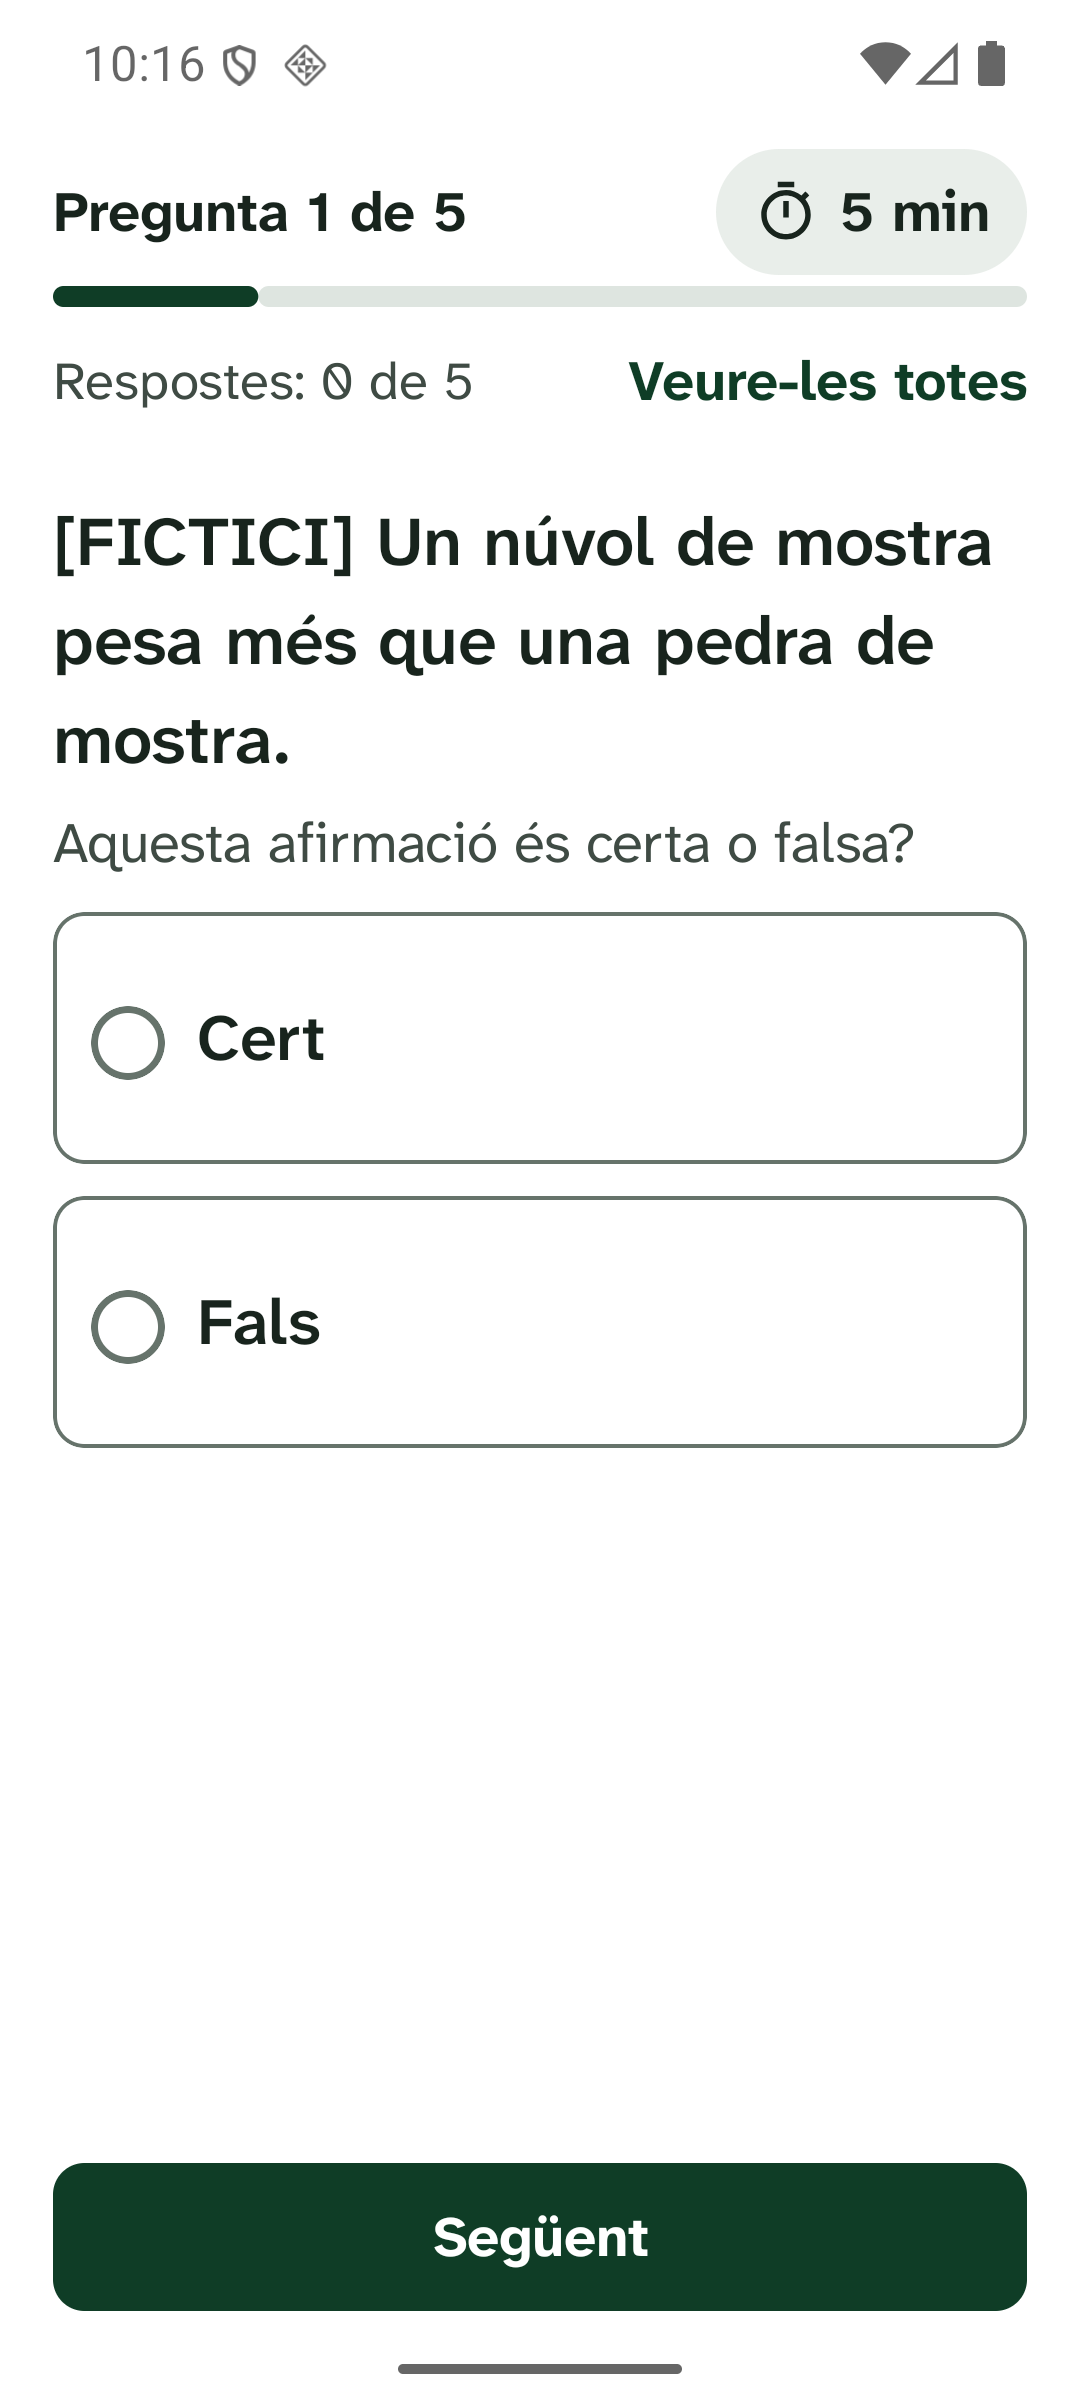 10:16
Pregunta 1 de 5
5 min
Respostes: 0 de 5
Veure-les totes
[FICTICI] Un núvol de mostra
pesa més que una pedra de
mostra.
Aquesta afirmació és certa o falsa?
Cert
Fals
Següent